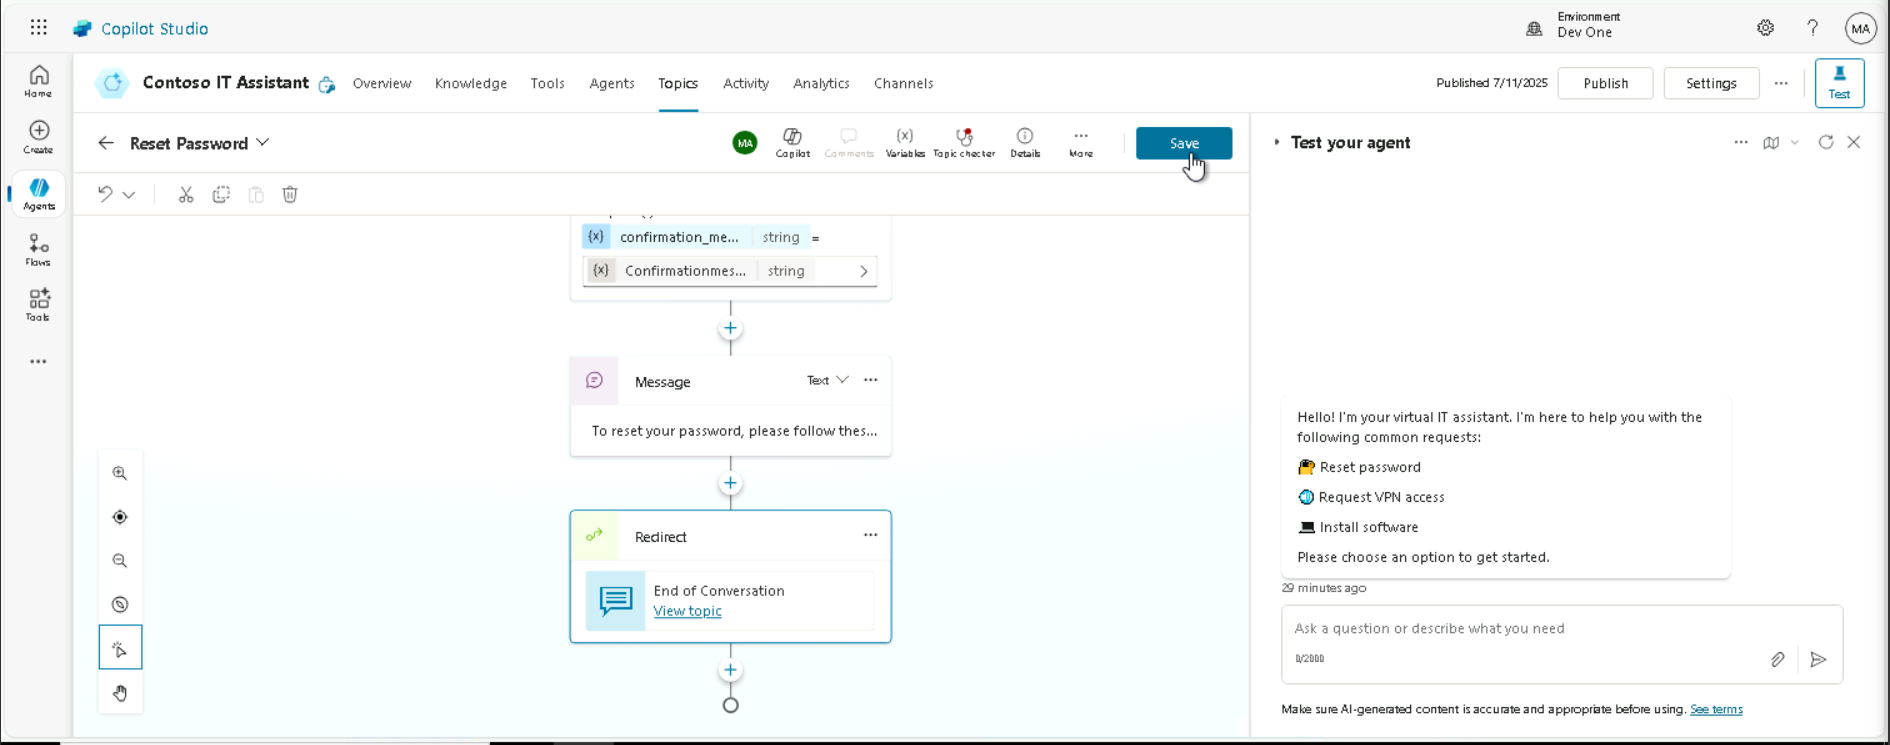 Copilot Studio
Environment
Dev One
MA
Home
Create
Agents
Flows
Tools
Contoso IT Assistant
Overview
Knowledge
Tools
Agents
Topics
Activity
Analytics
Channels
Published 7/11/2025
Publish
Settings
Test
Reset Password
MA
Copilot
Comments
Variables
Topic checker
Details
More
Save
{x} confirmation_me... string =
{x} Confirmationmes... string
Message
Text
To reset your password, please follow thes...
Redirect
End of Conversation
View topic
Test your agent
Hello! I'm your virtual IT assistant. I'm here to help you with the
following common requests:
Reset password
Request VPN access
Install software
Please choose an option to get started.
29 minutes ago
Ask a question or describe what you need
0/2000
Make sure AI-generated content is accurate and appropriate before using. See terms